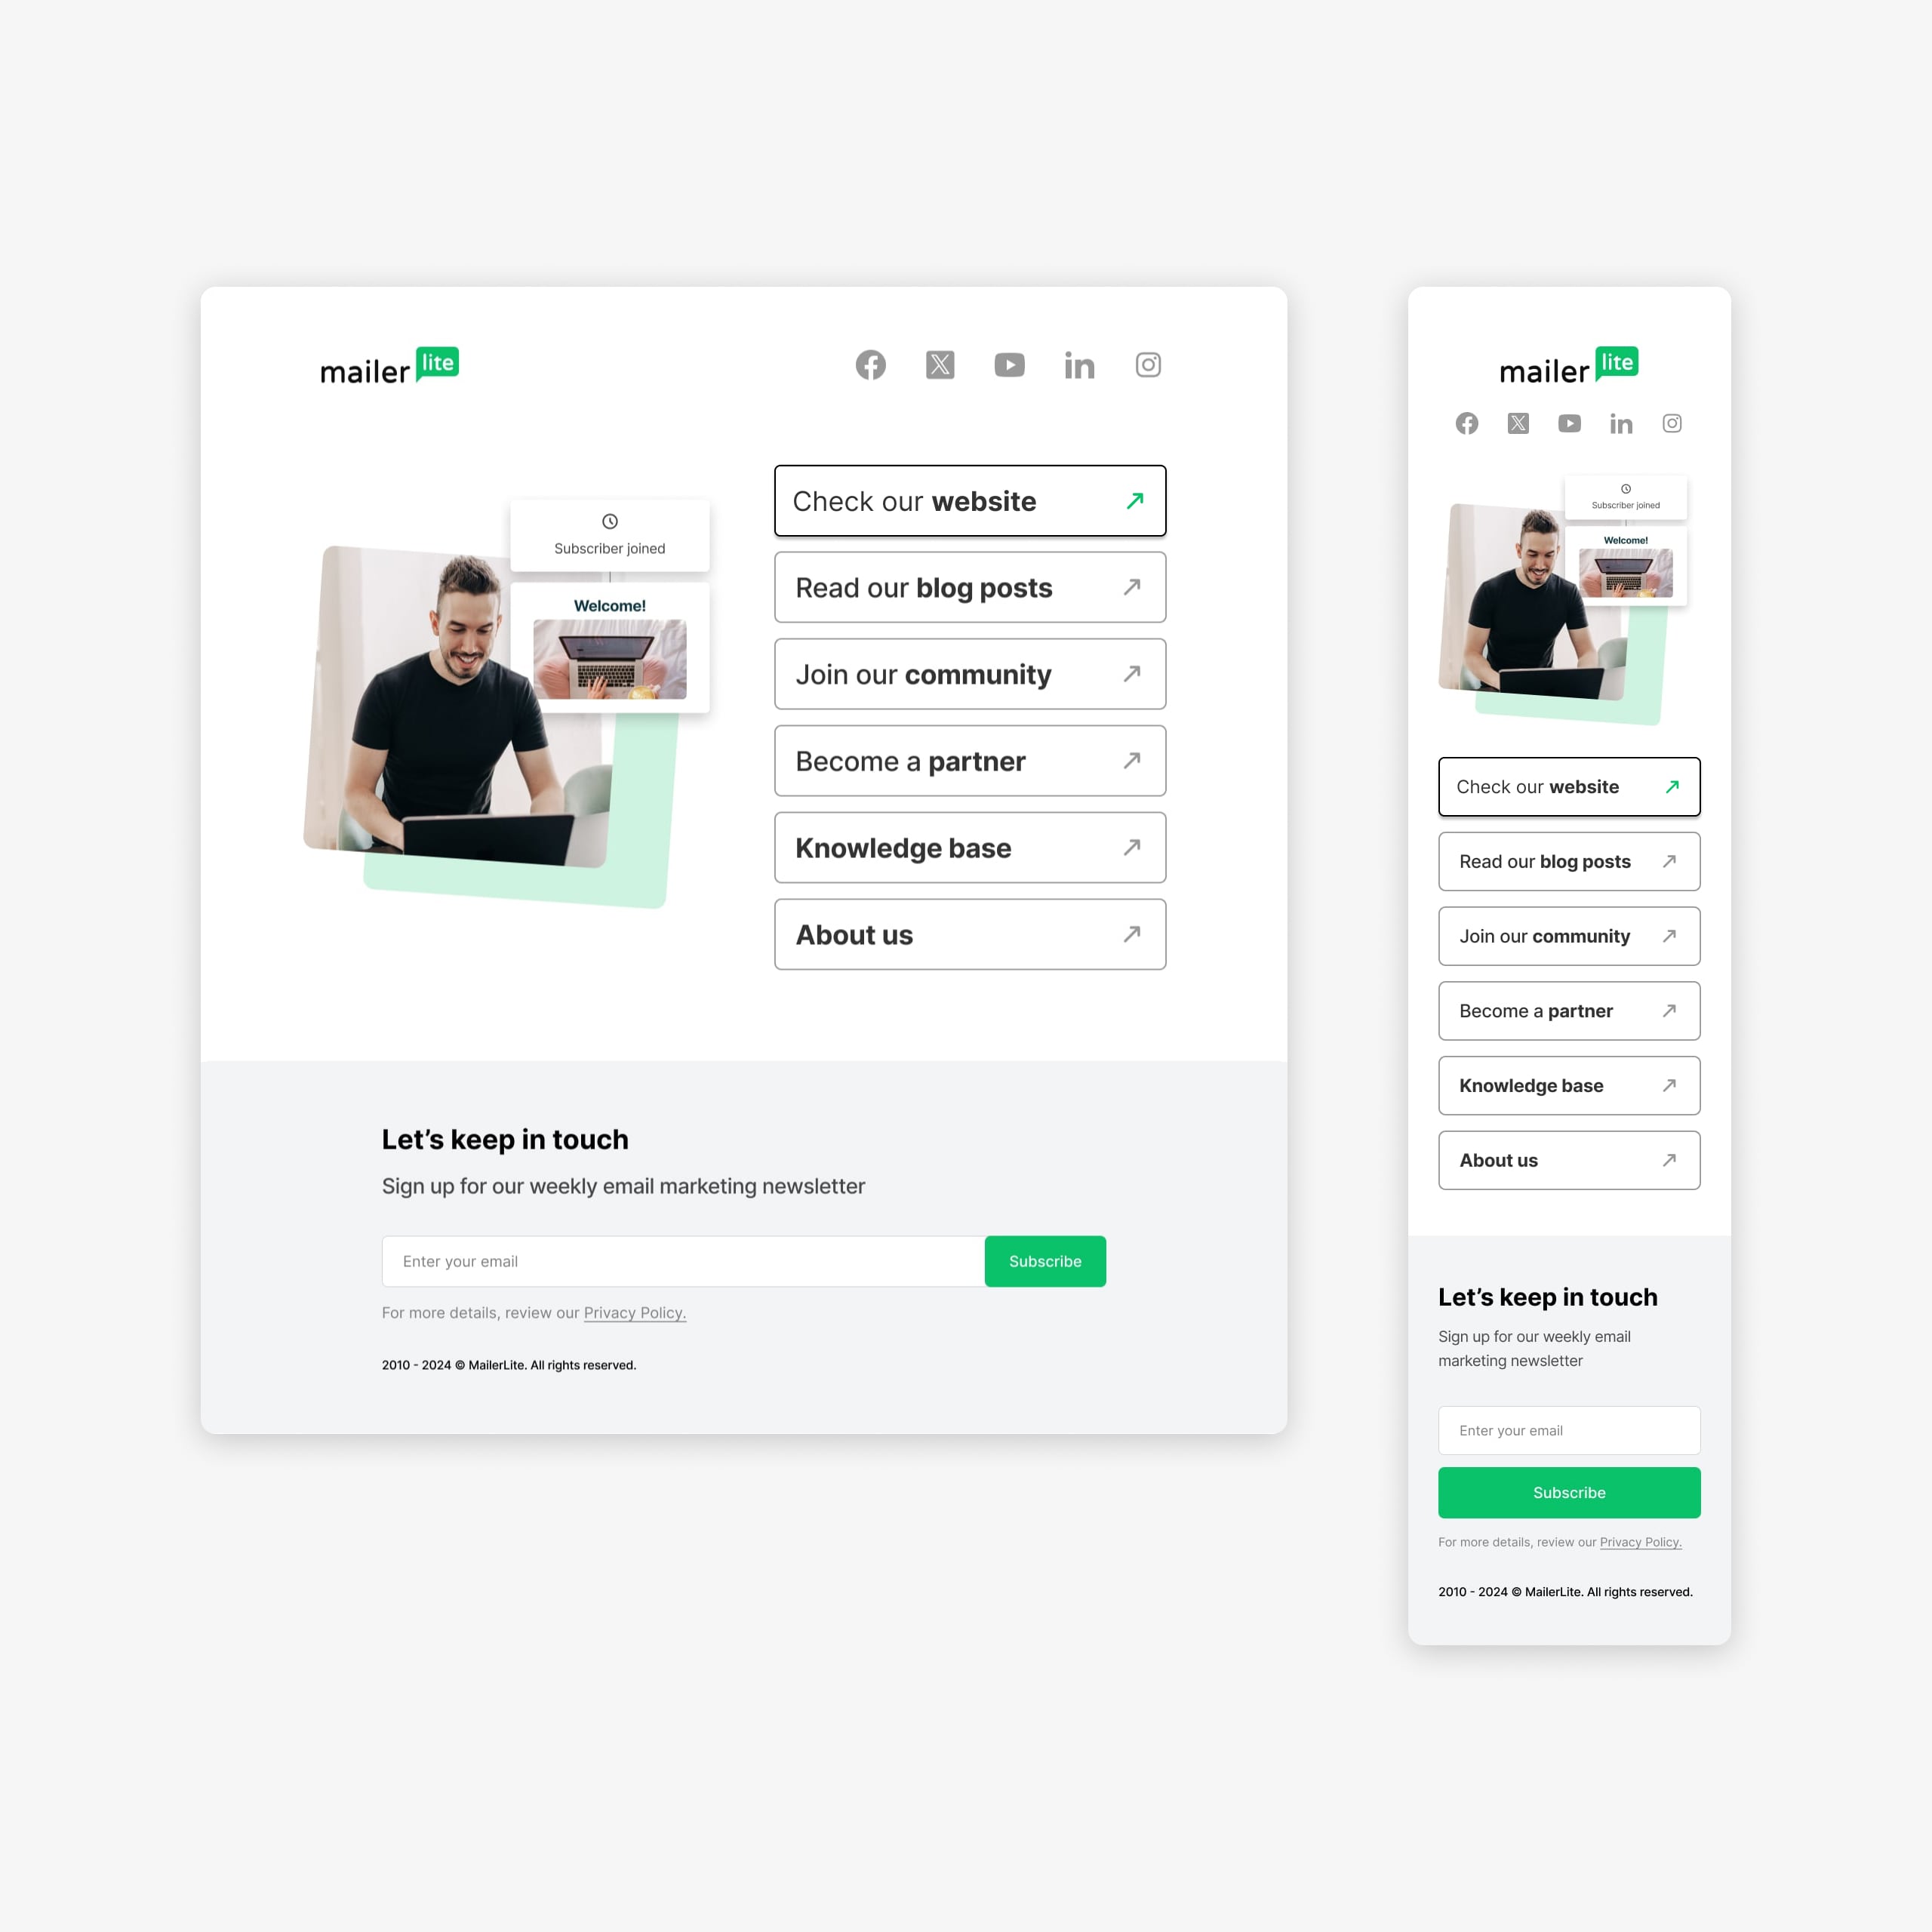 mailer lite
Subscriber joined
Welcome!
Check our website
Read our blog posts
Join our community
Become a partner
Knowledge base
About us
Let’s keep in touch
Sign up for our weekly email marketing newsletter
Enter your email
Subscribe
For more details, review our Privacy Policy.
2010 - 2024 © MailerLite. All rights reserved.
mailer lite
Subscriber joined
Welcome!
Check our website
Read our blog posts
Join our community
Become a partner
Knowledge base
About us
Let’s keep in touch
Sign up for our weekly email
marketing newsletter
Enter your email
Subscribe
For more details, review our Privacy Policy.
2010 - 2024 © MailerLite. All rights reserved.